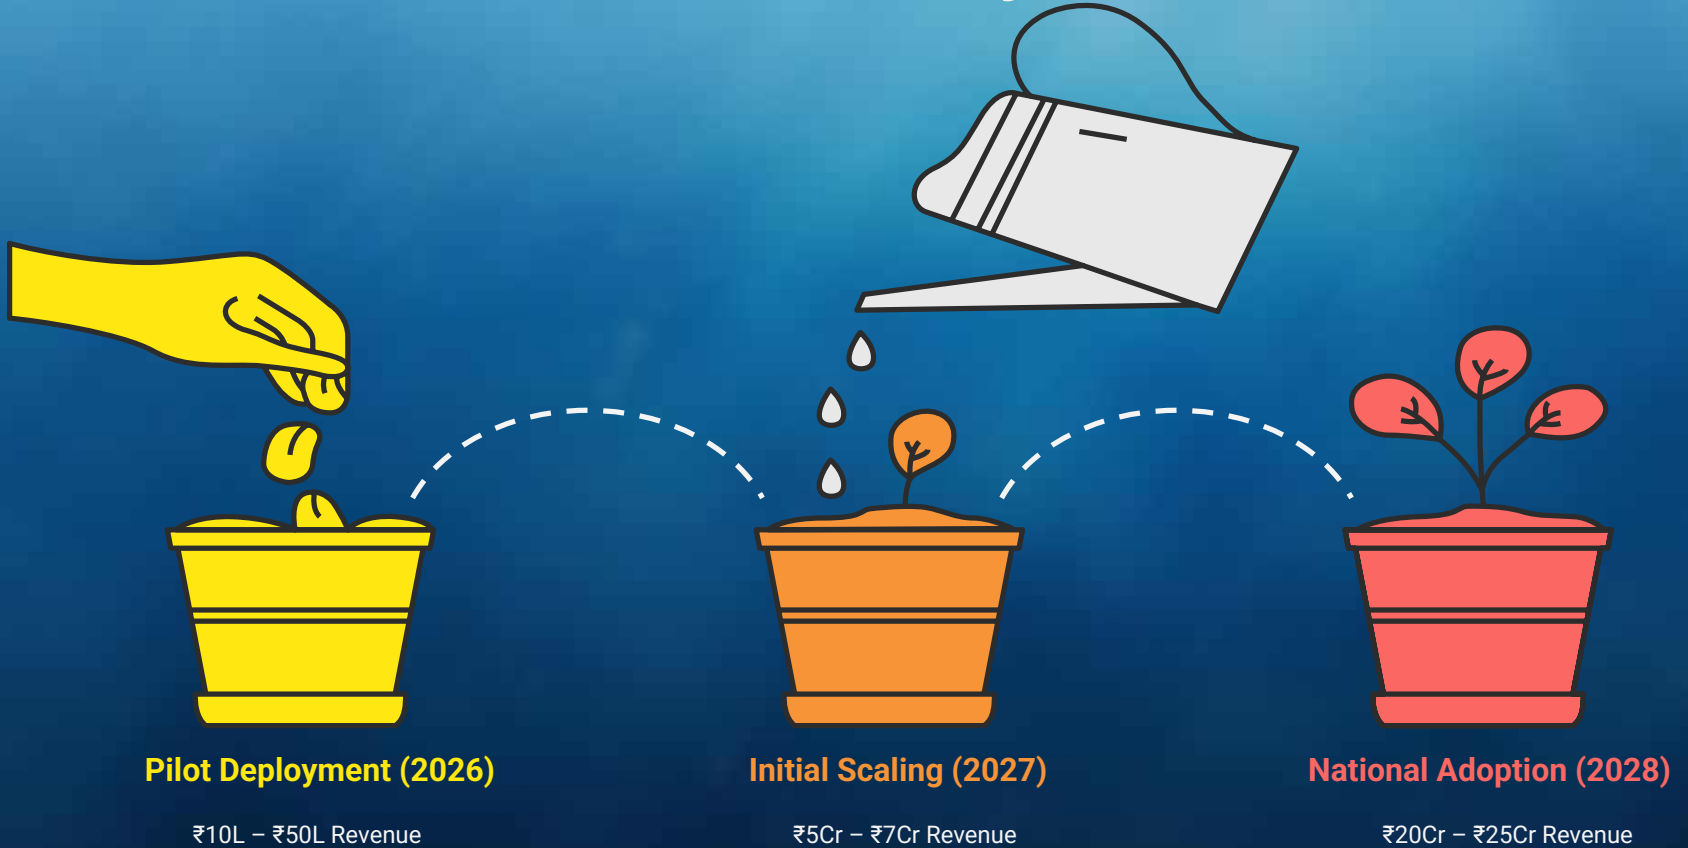 Pilot Deployment (2026)
₹10L – ₹50L Revenue
Initial Scaling (2027)
₹5Cr – ₹7Cr Revenue
National Adoption (2028)
₹20Cr – ₹25Cr Revenue